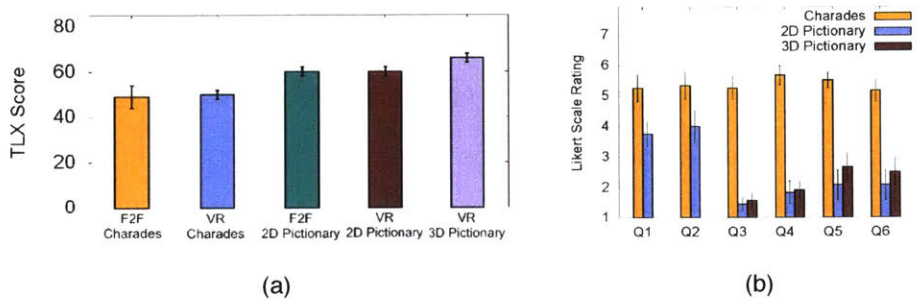 80
60
40
20
0
TLX Score
F2F
Charades
VR
Charades
F2F
2D Pictionary
VR
2D Pictionary
VR
3D Pictionary
(a)
Charades
2D Pictionary
3D Pictionary
7
6
5
4
3
2
1
Likert Scale Rating
Q1 Q2 Q3 Q4 Q5 Q6
(b)